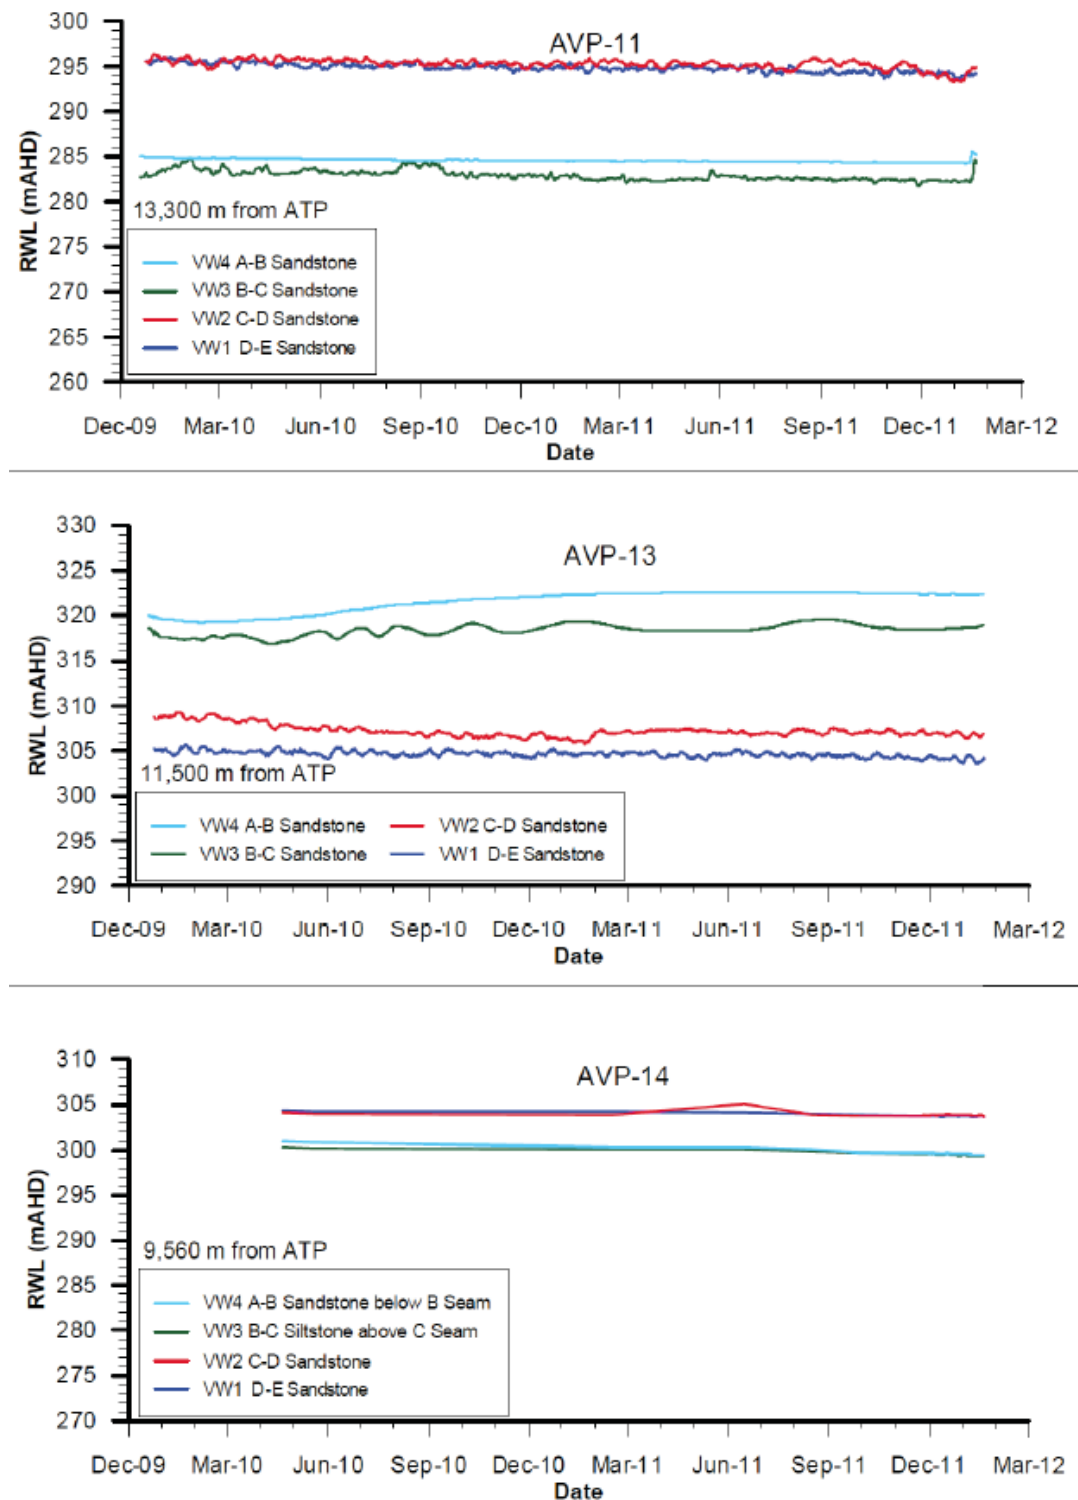 AVP-11
300
295
290
285
280
275
270
265
260
RWL (mAHD)
13,300 m from ATP
VW4 A-B Sandstone
VW3 B-C Sandstone
VW2 C-D Sandstone
VW1 D-E Sandstone
Dec-09 Mar-10 Jun-10 Sep-10 Dec-10 Mar-11 Jun-11 Sep-11 Dec-11 Mar-12
Date
AVP-13
330
325
320
315
310
305
300
295
290
RWL (mAHD)
11,500 m from ATP
VW4 A-B Sandstone VW2 C-D Sandstone
VW3 B-C Sandstone VW1 D-E Sandstone
Dec-09 Mar-10 Jun-10 Sep-10 Dec-10 Mar-11 Jun-11 Sep-11 Dec-11 Mar-12
Date
AVP-14
310
305
300
295
290
285
280
275
270
RWL (mAHD)
9,560 m from ATP
VW4 A-B Sandstone below B Seam
VW3 B-C Siltstone above C Seam
VW2 C-D Sandstone
VW1 D-E Sandstone
Dec-09 Mar-10 Jun-10 Sep-10 Dec-10 Mar-11 Jun-11 Sep-11 Dec-11 Mar-12
Date